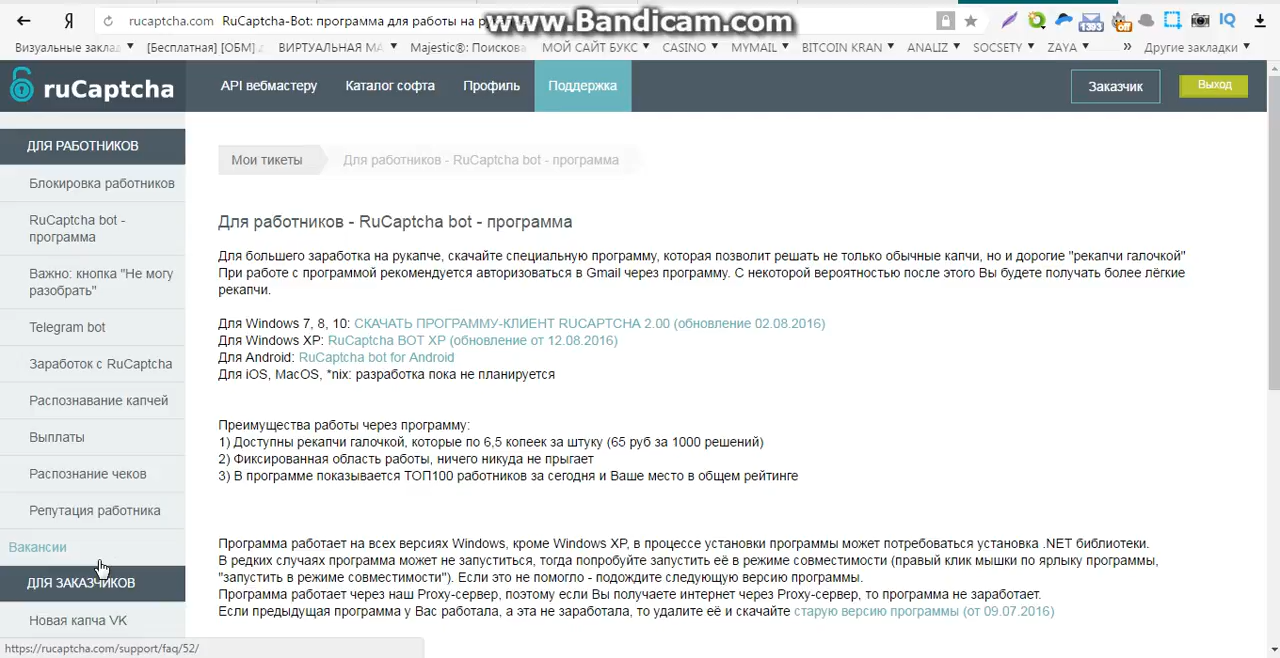 rucaptcha.com RuCaptcha-Bot: программа для работы на
www.Bandicam.com
Визуальные заклад
[Бесплатная] [ОБМ]
ВИРТУАЛЬНАЯ МА
Majestic®: Поискова
МОЙ САЙТ БУКС
CASINO
MYMAIL
BITCOIN KRAN
ANALIZ
SOCSETY
ZAYA
» Другие закладки
ruCaptcha
API вебмастеру
Каталог софта
Профиль
Поддержка
Заказчик
Выход
ДЛЯ РАБОТНИКОВ
Блокировка работников
RuCaptcha bot -
программа
Важно: кнопка "Не могу
разобрать"
Telegram bot
Заработок с RuCaptcha
Распознавание капчей
Выплаты
Распознание чеков
Репутация работника
Вакансии
ДЛЯ ЗАКАЗЧИКОВ
Новая капча VK
Мои тикеты
Для работников - RuCaptcha bot - программа
Для работников - RuCaptcha bot - программа
Для большего заработка на рукапче, скачайте специальную программу, которая позволит решать не только обычные капчи, но и дорогие "рекапчи галочкой"
При работе с программой рекомендуется авторизоваться в Gmail через программу. С некоторой вероятностью после этого Вы будете получать более лёгкие
рекапчи.
Для Windows 7, 8, 10: СКАЧАТЬ ПРОГРАММУ-КЛИЕНТ RUCAPTCHA 2.00 (обновление 02.08.2016)
Для Windows XP: RuCaptcha BOT XP (обновление от 12.08.2016)
Для Android: RuCaptcha bot for Android
Для iOS, MacOS, *nix: разработка пока не планируется
Преимущества работы через программу:
1) Доступны рекапчи галочкой, которые по 6,5 копеек за штуку (65 руб за 1000 решений)
2) Фиксированная область работы, ничего никуда не прыгает
3) В программе показывается ТОП100 работников за сегодня и Ваше место в общем рейтинге
Программа работает на всех версиях Windows, кроме Windows XP, в процессе установки программы может потребоваться установка .NET библиотеки.
В редких случаях программа может не запуститься, тогда попробуйте запустить её в режиме совместимости (правый клик мышки по ярлыку программы,
"запустить в режиме совместимости"). Если это не помогло - подождите следующую версию программы.
Программа работает через наш Proxy-сервер, поэтому если Вы получаете интернет через Proxy-сервер, то программа не заработает.
Если предыдущая программа у Вас работала, а эта не заработала, то удалите её и скачайте старую версию программы (от 09.07.2016)
https://rucaptcha.com/support/faq/52/